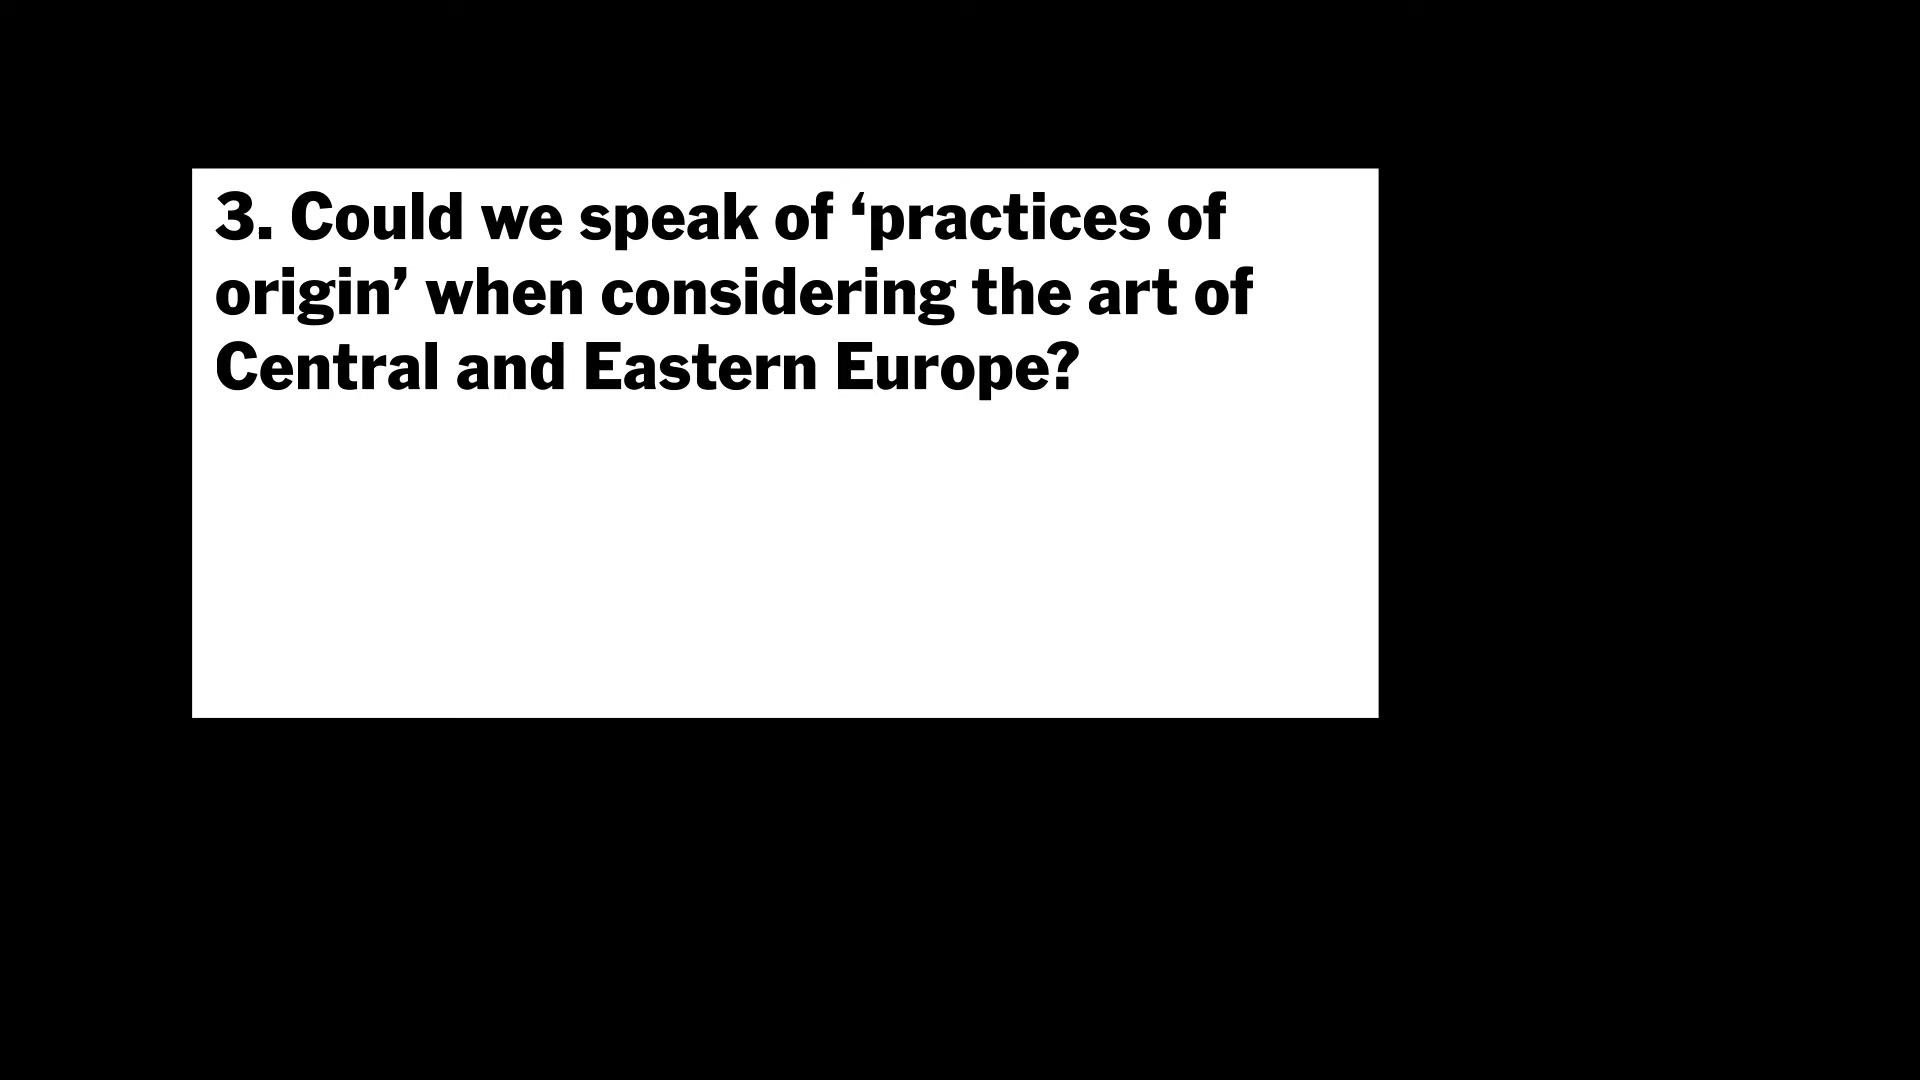 3. Could we speak of ‘practices of
origin’ when considering the art of
Central and Eastern Europe?